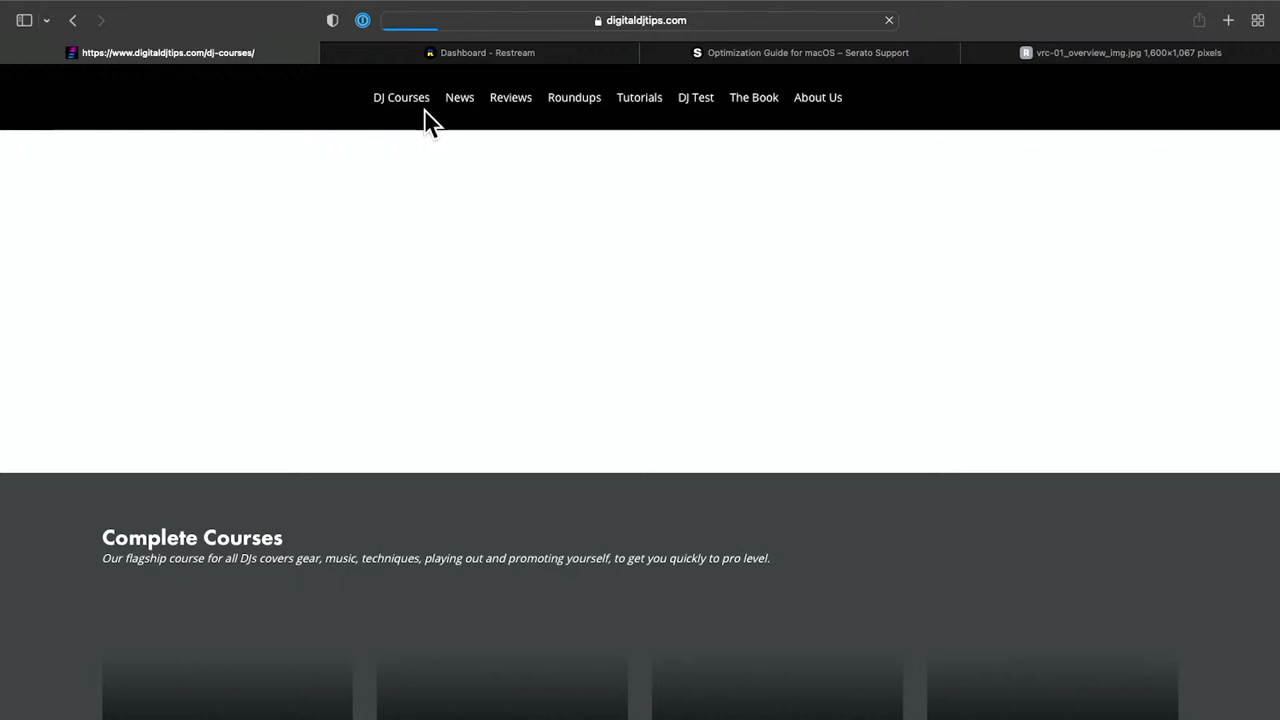 digitaldjtips.com
https://www.digitaldjtips.com/dj-courses/
Dashboard - Restream
S Optimization Guide for macOS – Serato Support
R vrc-01_overview_img.jpg 1,600×1,067 pixels
DJ Courses News Reviews Roundups Tutorials DJ Test The Book About Us
Complete Courses
Our flagship course for all DJs covers gear, music, techniques, playing out and promoting yourself, to get you quickly to pro level.